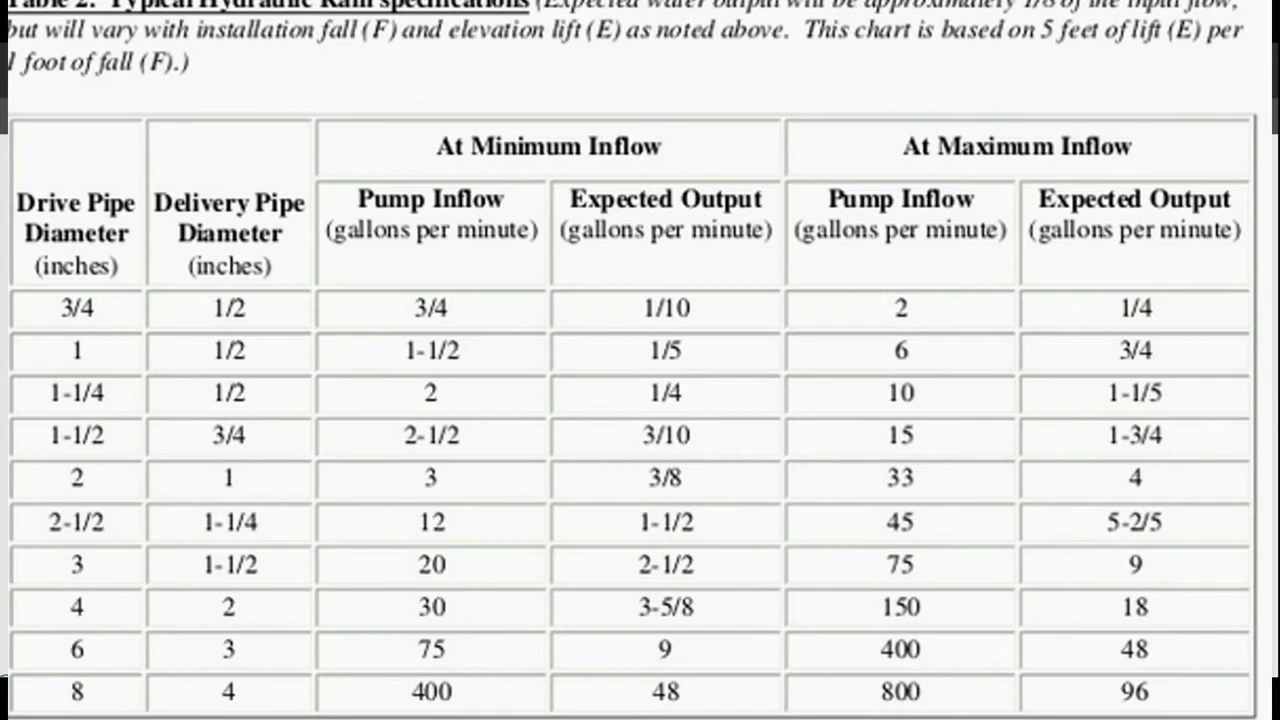 Table 2. Typical Hydraulic Ram specifications (Expected water output will be approximately 1/8 of the input flow,
but will vary with installation fall (F) and elevation lift (E) as noted above. This chart is based on 5 feet of lift (E) per
1 foot of fall (F).)
At Minimum Inflow At Maximum Inflow
Drive Pipe Diameter (inches) Delivery Pipe Diameter (inches) Pump Inflow (gallons per minute) Expected Output (gallons per minute) Pump Inflow (gallons per minute) Expected Output (gallons per minute)
3/4 1/2 3/4 1/10 2 1/4
1 1/2 1-1/2 1/5 6 3/4
1-1/4 1/2 2 1/4 10 1-1/5
1-1/2 3/4 2-1/2 3/10 15 1-3/4
2 1 3 3/8 33 4
2-1/2 1-1/4 12 1-1/2 45 5-2/5
3 1-1/2 20 2-1/2 75 9
4 2 30 3-5/8 150 18
6 3 75 9 400 48
8 4 400 48 800 96